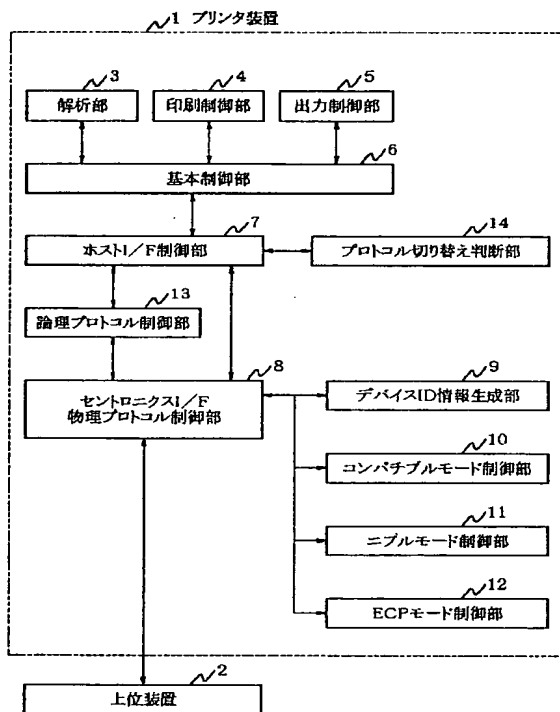 1 プリンタ装置
3
4
5
解析部
印刷制御部
出力制御部
6
基本制御部
7
14
ホストI/F制御部
プロトコル切り替え判断部
13
論理プロトコル制御部
8
9
セントロニクスI/F
物理プロトコル制御部
デバイスID情報生成部
10
コンパチブルモード制御部
11
ニブルモード制御部
12
ECPモード制御部
2
上位装置